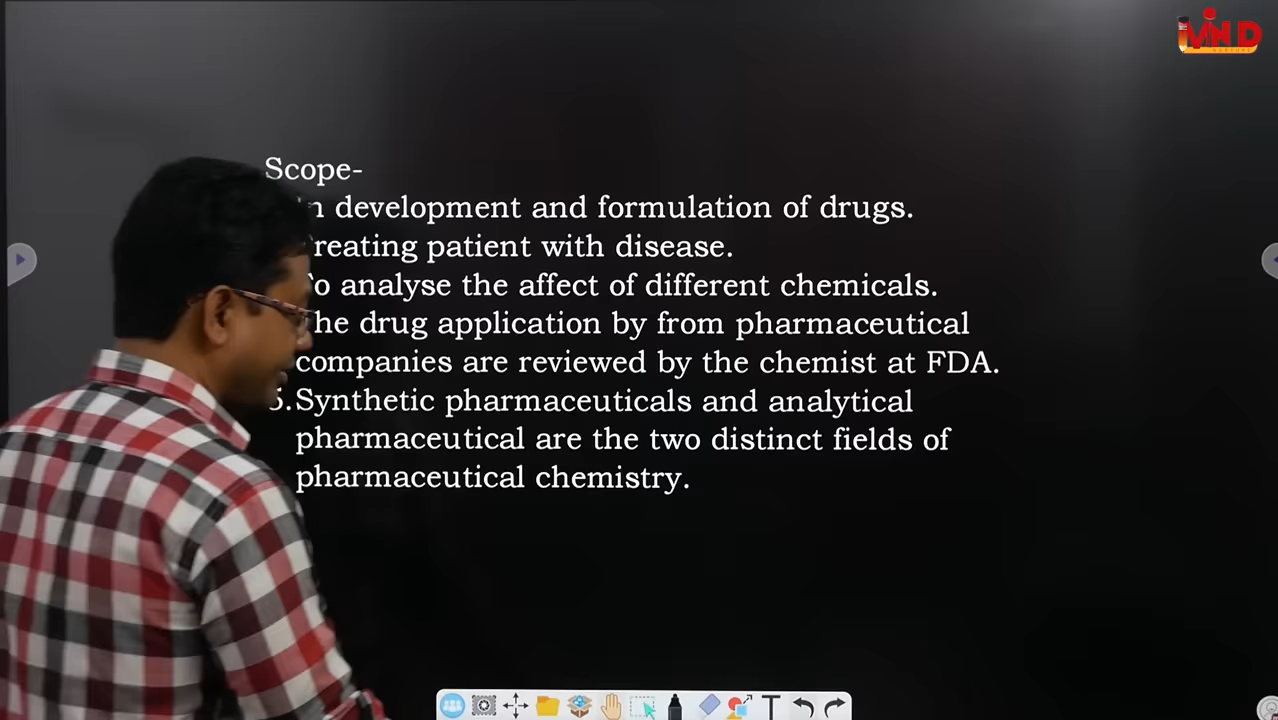 Scope-
development and formulation of drugs.
patient with disease.
analyse the affect of different chemicals.
drug application by from pharmaceutical
companies are reviewed by the chemist at FDA.
Synthetic pharmaceuticals and analytical
pharmaceutical are the two distinct fields of
pharmaceutical chemistry.